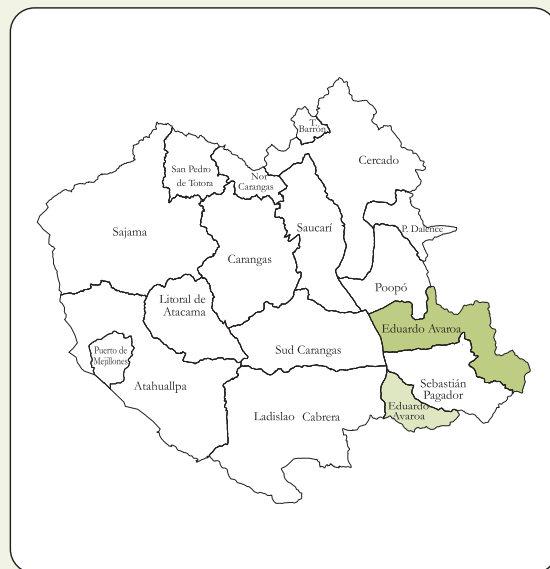 T.
Barrón
Cercado
San Pedro
de Totora
Nor
Carangas
Sajama
Saucarí
P. Dalence
Carangas
Poopó
Litoral de
Atacama
Eduardo Avaroa
Puerto de
Mejillones
Sud Carangas
Atahuallpa
Sebastián
Pagador
Ladislao Cabrera
Eduardo
Avaroa